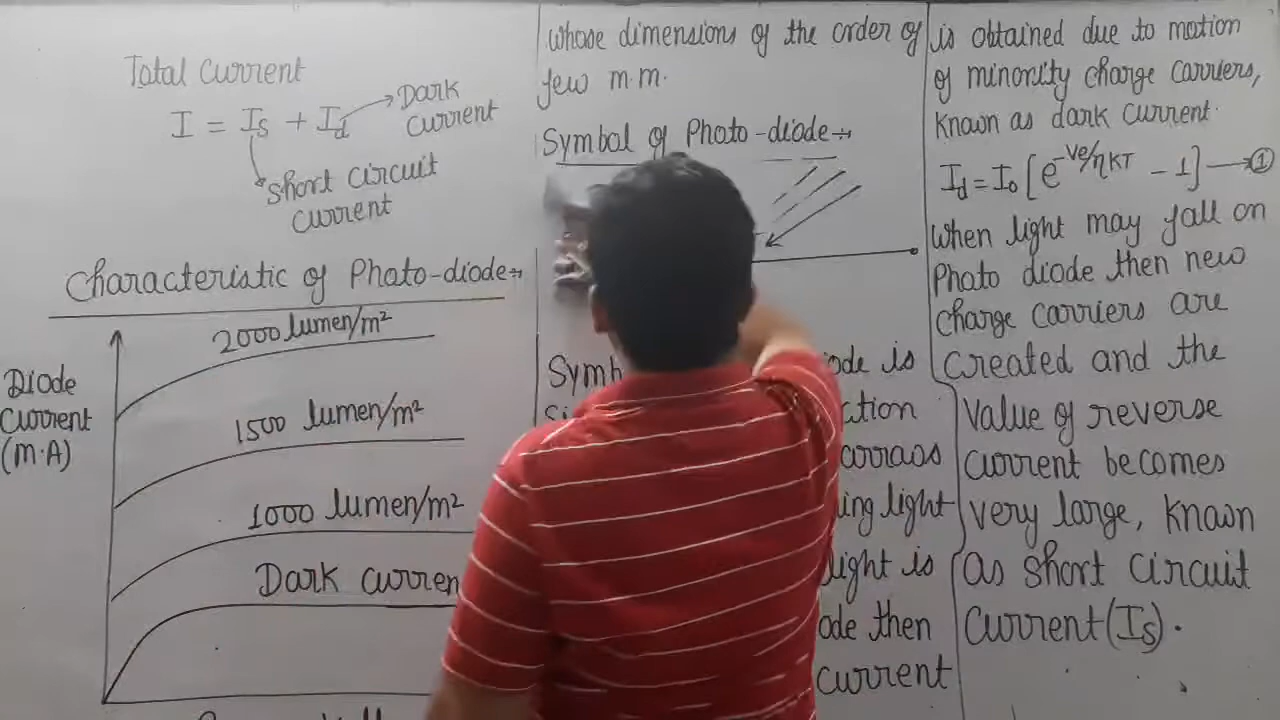 Total current
I = Is + Id
Dark
current
short circuit
current
Characteristic of Photo-diode→
2000 lumen/m²
1500 lumen/m²
1000 lumen/m²
Dark curren
Diode
current
(m·A)
whose dimensions of the order of
few m·m.
Symbol of Photo-diode→
Symb
ode is
ction
acrross
ing light
light is
ode then
current
is obtained due to motion
of minority charge carriers,
known as dark current.
Id = Io [e^-Ve/ηKT - 1] —→①
When light may fall on
Photo diode then new
charge carriers are
created and the
value of reverse
current becomes
very large, known
as short circuit
current (Is).